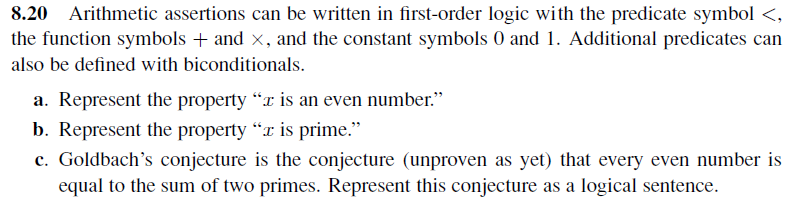 8.20 Arithmetic assertions can be written in first-order logic with the predicate symbol <,
the function symbols + and ×, and the constant symbols 0 and 1. Additional predicates can
also be defined with biconditionals.
a. Represent the property “x is an even number.”
b. Represent the property “x is prime.”
c. Goldbach’s conjecture is the conjecture (unproven as yet) that every even number is
equal to the sum of two primes. Represent this conjecture as a logical sentence.